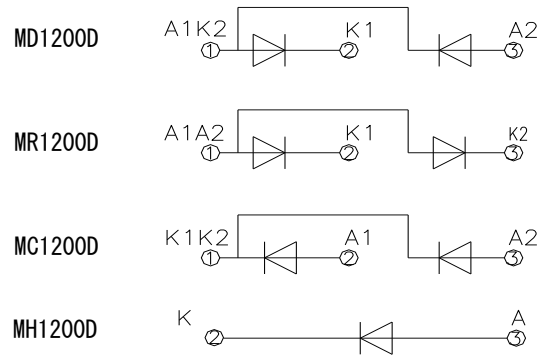 MD1200D A1K2 1 K1 2 A2 3
MR1200D A1A2 1 K1 2 K2 3
MC1200D K1K2 1 A1 2 A2 3
MH1200D K 2 A 3